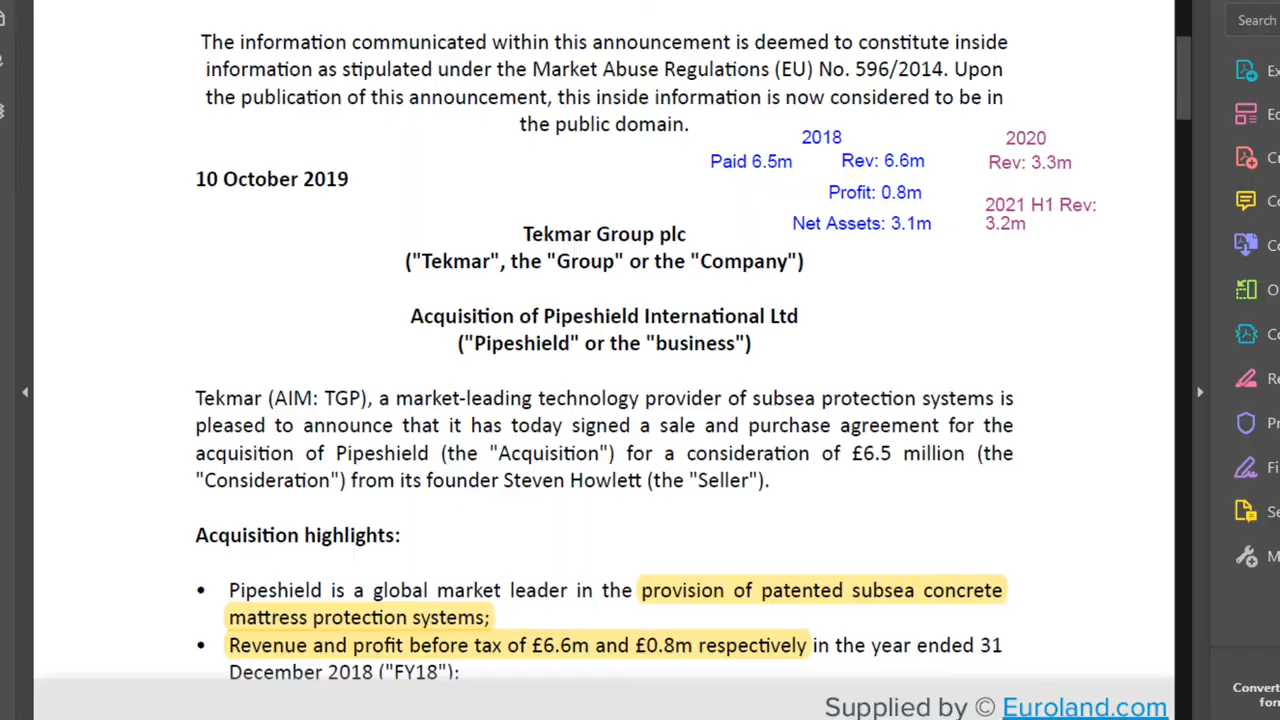 The information communicated within this announcement is deemed to constitute inside
information as stipulated under the Market Abuse Regulations (EU) No. 596/2014. Upon
the publication of this announcement, this inside information is now considered to be in
the public domain.
2018
2020
Paid 6.5m
Rev: 6.6m
Rev: 3.3m
10 October 2019
Profit: 0.8m
2021 H1 Rev:
3.2m
Net Assets: 3.1m
Tekmar Group plc
("Tekmar", the "Group" or the "Company")
Acquisition of Pipeshield International Ltd
("Pipeshield" or the "business")
Tekmar (AIM: TGP), a market-leading technology provider of subsea protection systems is
pleased to announce that it has today signed a sale and purchase agreement for the
acquisition of Pipeshield (the "Acquisition") for a consideration of £6.5 million (the
"Consideration") from its founder Steven Howlett (the "Seller").
Acquisition highlights:
• Pipeshield is a global market leader in the provision of patented subsea concrete
mattress protection systems;
• Revenue and profit before tax of £6.6m and £0.8m respectively in the year ended 31
December 2018 ("FY18");
Supplied by © Euroland.com
Search
Convert